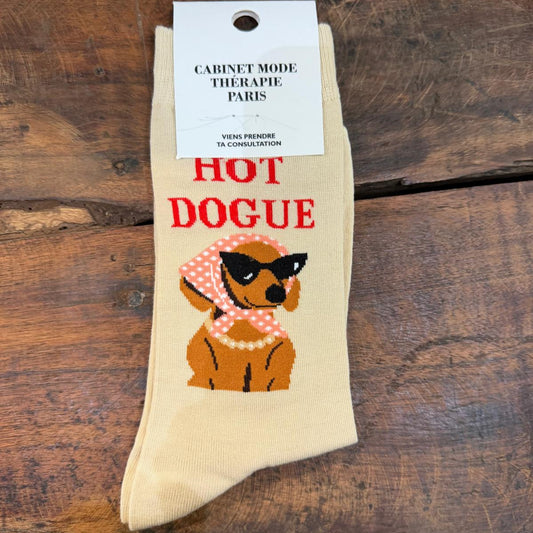 CABINET MODE
THÉRAPIE
PARIS
VIENS PRENDRE
TA CONSULTATION
HOT
DOGUE